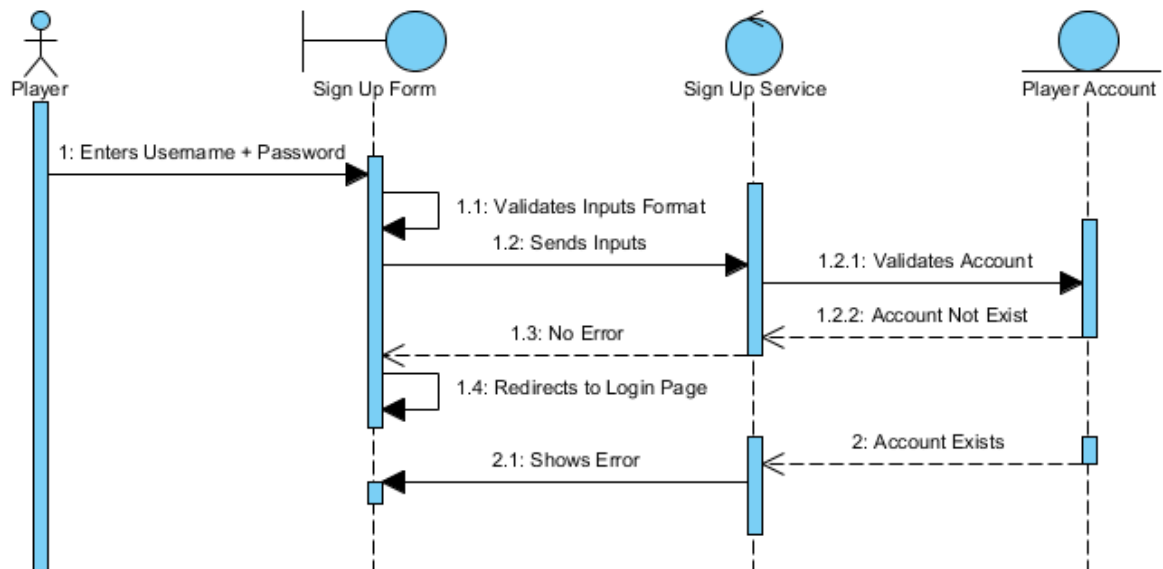 Player
Sign Up Form
Sign Up Service
Player Account
1: Enters Username + Password
1.1: Validates Inputs Format
1.2: Sends Inputs
1.2.1: Validates Account
1.2.2: Account Not Exist
1.3: No Error
1.4: Redirects to Login Page
2: Account Exists
2.1: Shows Error